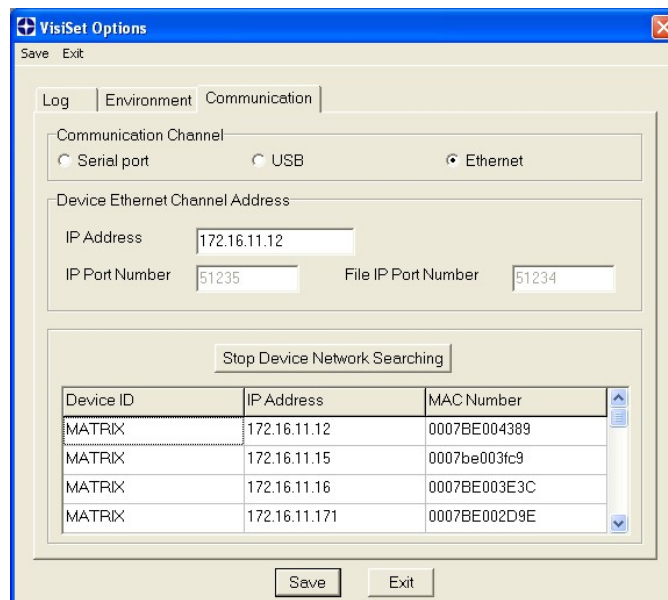 VisiSet Options
Save Exit
Log Environment Communication
Communication Channel
Serial port USB Ethernet
Device Ethernet Channel Address
IP Address 172.16.11.12
IP Port Number 51235 File IP Port Number 51234
Stop Device Network Searching
Device ID IP Address MAC Number
MATRIX 172.16.11.12 0007BE004389
MATRIX 172.16.11.15 0007be003fc9
MATRIX 172.16.11.16 0007BE003E3C
MATRIX 172.16.11.171 0007BE002D9E
Save Exit